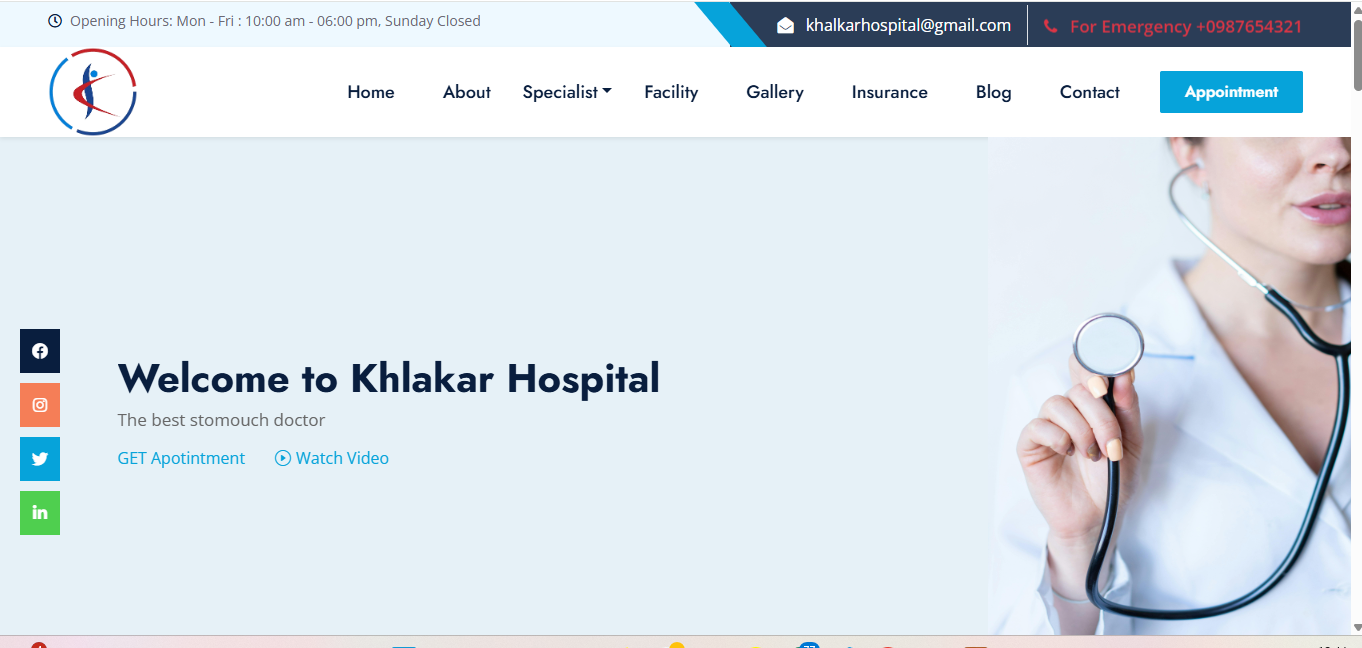 Opening Hours: Mon - Fri : 10:00 am - 06:00 pm, Sunday Closed
khalkarhospital@gmail.com
For Emergency +0987654321
Home About Specialist Facility Gallery Insurance Blog Contact Appointment
Welcome to Khlakar Hospital
The best stomouch doctor
GET Apotintment Watch Video